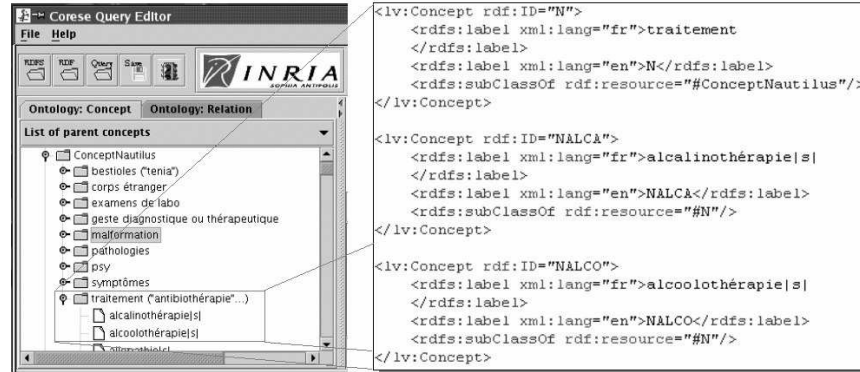 Corese Query Editor
File Help
RDFS RDF Query Save
INRIA
SOPHIA ANTIPOLIS
Ontology: Concept Ontology: Relation
List of parent concepts
ConceptNautilus
bestioles ("tenia")
corps étranger
examens de labo
geste diagnostique ou thérapeutique
malformation
pathologies
psy
symptômes
traitement ("antibiothérapie"...)
alcalinothérapie|s|
alcoolothérapie|s|
<lv:Concept rdf:ID="N">
<rdfs:label xml:lang="fr">traitement
</rdfs:label>
<rdfs:label xml:lang="en">N</rdfs:label>
<rdfs:subClassOf rdf:resource="#ConceptNautilus"/>
</lv:Concept>
<lv:Concept rdf:ID="NALCA">
<rdfs:label xml:lang="fr">alcalinothérapie|s|
</rdfs:label>
<rdfs:label xml:lang="en">NALCA</rdfs:label>
<rdfs:subClassOf rdf:resource="#N"/>
</lv:Concept>
<lv:Concept rdf:ID="NALCO">
<rdfs:label xml:lang="fr">alcoolothérapie|s|
</rdfs:label>
<rdfs:label xml:lang="en">NALCO</rdfs:label>
<rdfs:subClassOf rdf:resource="#N"/>
</lv:Concept>